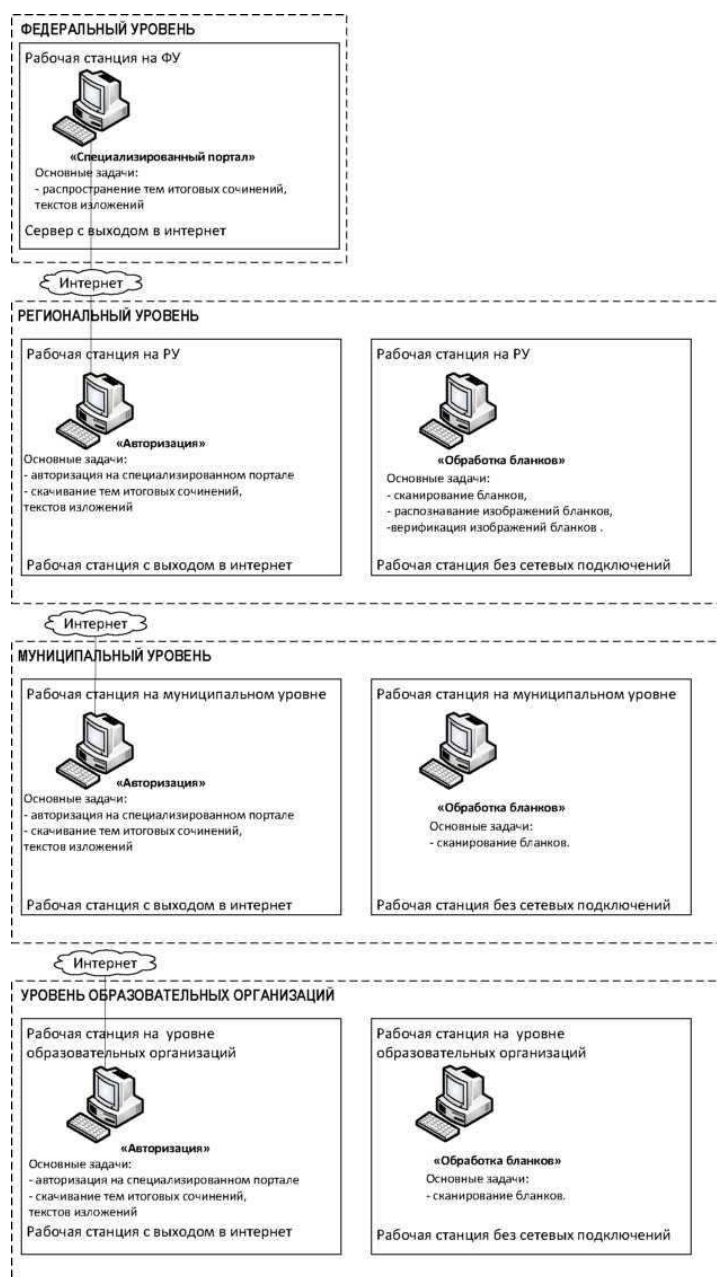 ФЕДЕРАЛЬНЫЙ УРОВЕНЬ
Рабочая станция на ФУ
«Специализированный портал»
Основные задачи:
- распространение тем итоговых сочинений,
текстов изложений
Сервер с выходом в интернет
Интернет
РЕГИОНАЛЬНЫЙ УРОВЕНЬ
Рабочая станция на РУ
«Авторизация»
Основные задачи:
- авторизация на специализированном портале
- скачивание тем итоговых сочинений,
текстов изложений
Рабочая станция с выходом в интернет
Рабочая станция на РУ
«Обработка бланков»
Основные задачи:
- сканирование бланков,
- распознавание изображений бланков,
-верификация изображений бланков .
Рабочая станция без сетевых подключений
Интернет
МУНИЦИПАЛЬНЫЙ УРОВЕНЬ
Рабочая станция на муниципальном уровне
«Авторизация»
Основные задачи:
- авторизация на специализированном портале
- скачивание тем итоговых сочинений,
текстов изложений
Рабочая станция с выходом в интернет
Рабочая станция на муниципальном уровне
«Обработка бланков»
Основные задачи:
- сканирование бланков.
Рабочая станция без сетевых подключений
Интернет
УРОВЕНЬ ОБРАЗОВАТЕЛЬНЫХ ОРГАНИЗАЦИЙ
Рабочая станция на уровне
образовательных организаций
«Авторизация»
Основные задачи:
- авторизация на специализированном портале
- скачивание тем итоговых сочинений,
текстов изложений
Рабочая станция с выходом в интернет
Рабочая станция на уровне
образовательных организаций
«Обработка бланков»
Основные задачи:
- сканирование бланков.
Рабочая станция без сетевых подключений